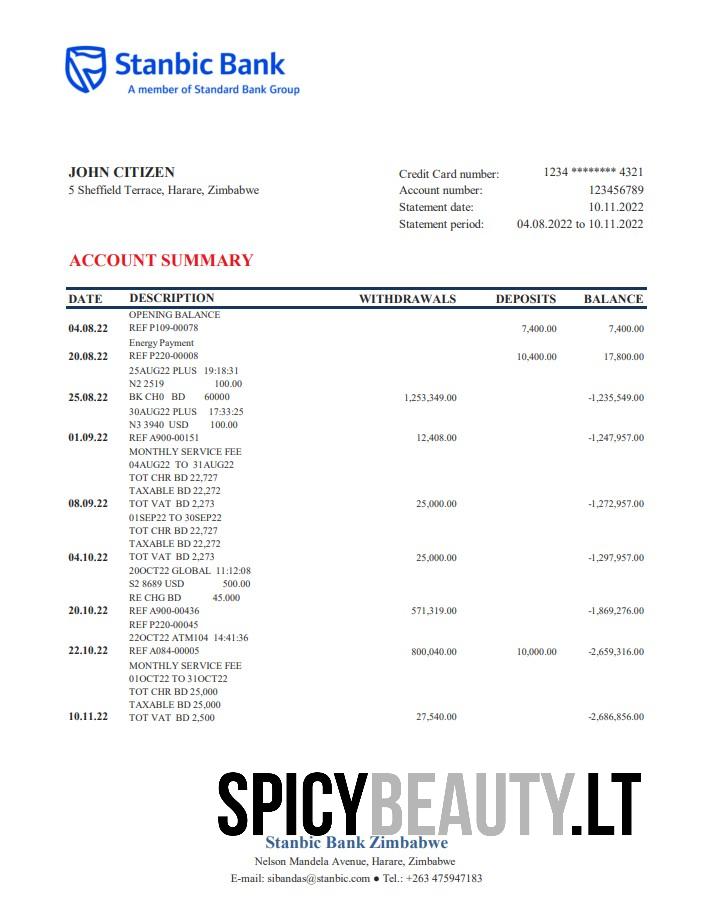 Stanbic Bank
A member of Standard Bank Group
JOHN CITIZEN
5 Sheffield Terrace, Harare, Zimbabwe
Credit Card number: 1234 ******** 4321
Account number: 123456789
Statement date: 10.11.2022
Statement period: 04.08.2022 to 10.11.2022
ACCOUNT SUMMARY
DATE DESCRIPTION WITHDRAWALS DEPOSITS BALANCE
OPENING BALANCE
04.08.22 REF P109-00078 7,400.00 7,400.00
Energy Payment
20.08.22 REF P220-00008 10,400.00 17,800.00
25AUG22 PLUS 19:18:31
N2 2519 100.00
25.08.22 BK CH0 BD 60000 1,253,349.00 -1,235,549.00
30AUG22 PLUS 17:33:25
N3 3940 USD 100.00
01.09.22 REF A900-00151 12,408.00 -1,247,957.00
MONTHLY SERVICE FEE
04AUG22 TO 31AUG22
TOT CHR BD 22,727
TAXABLE BD 22,272
08.09.22 TOT VAT BD 2,273 25,000.00 -1,272,957.00
01SEP22 TO 30SEP22
TOT CHR BD 22,727
TAXABLE BD 22,272
04.10.22 TOT VAT BD 2,273 25,000.00 -1,297,957.00
20OCT22 GLOBAL 11:12:08
S2 8689 USD 500.00
RE CHG BD 45.000
20.10.22 REF A900-00436 571,319.00 -1,869,276.00
REF P220-00045
22OCT22 ATM104 14:41:36
22.10.22 REF A084-00005 800,040.00 10,000.00 -2,659,316.00
MONTHLY SERVICE FEE
01OCT22 TO 31OCT22
TOT CHR BD 25,000
TAXABLE BD 25,000
10.11.22 TOT VAT BD 2,500 27,540.00 -2,686,856.00
SPICYBEAUTY.LT
Stanbic Bank Zimbabwe
Nelson Mandela Avenue, Harare, Zimbabwe
E-mail: sibandas@stanbic.com ● Tel.: +263 475947183